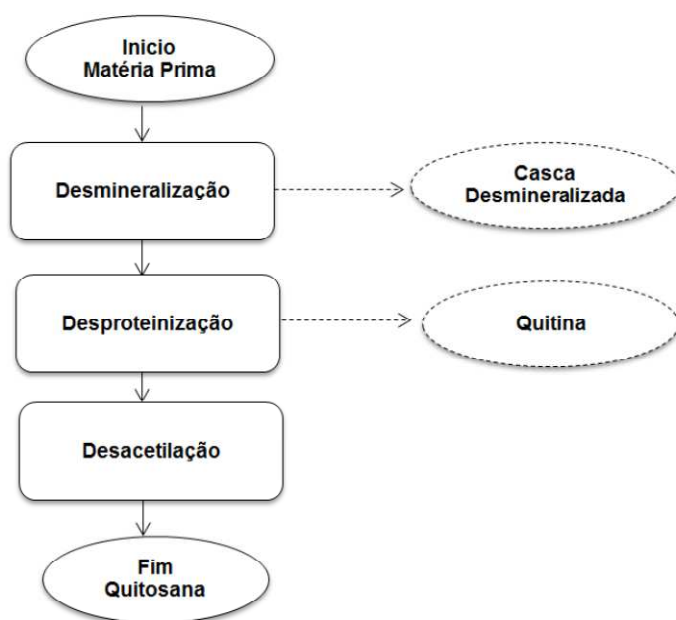 Inicio
Matéria Prima
Desmineralização
Casca
Desmineralizada
Desproteinização
Quitina
Desacetilação
Fim
Quitosana